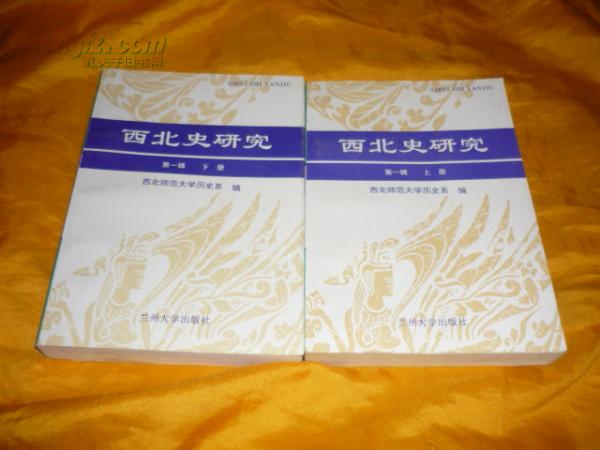 孔夫子旧书网
XIBEI SHI YANJIU
西北史研究
第一辑 下册
西北师范大学历史系 编
兰州大学出版社
XIBEI SHI YANJIU
西北史研究
第一辑 上册
西北师范大学历史系 编
兰州大学出版社